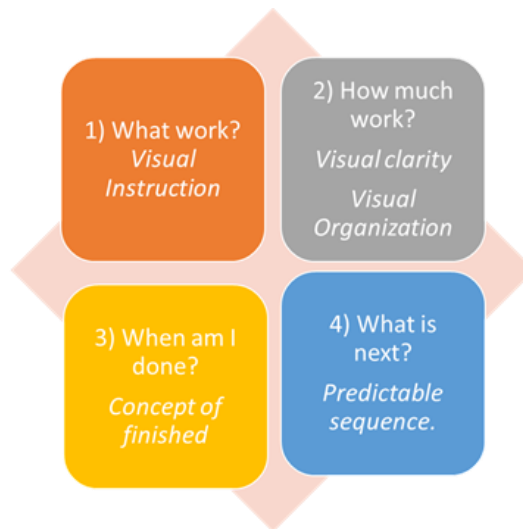 1) What work?
Visual
Instruction
2) How much
work?
Visual clarity
Visual
Organization
3) When am I
done?
Concept of
finished
4) What is
next?
Predictable
sequence.